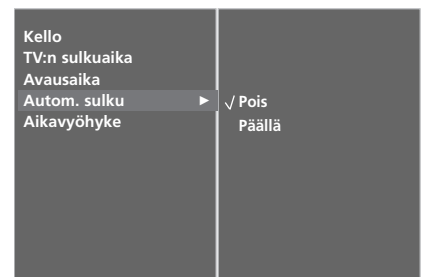 Kello
TV:n sulkuaika
Avausaika
Autom. sulku ►
Aikavyöhyke
√ Pois
Päällä